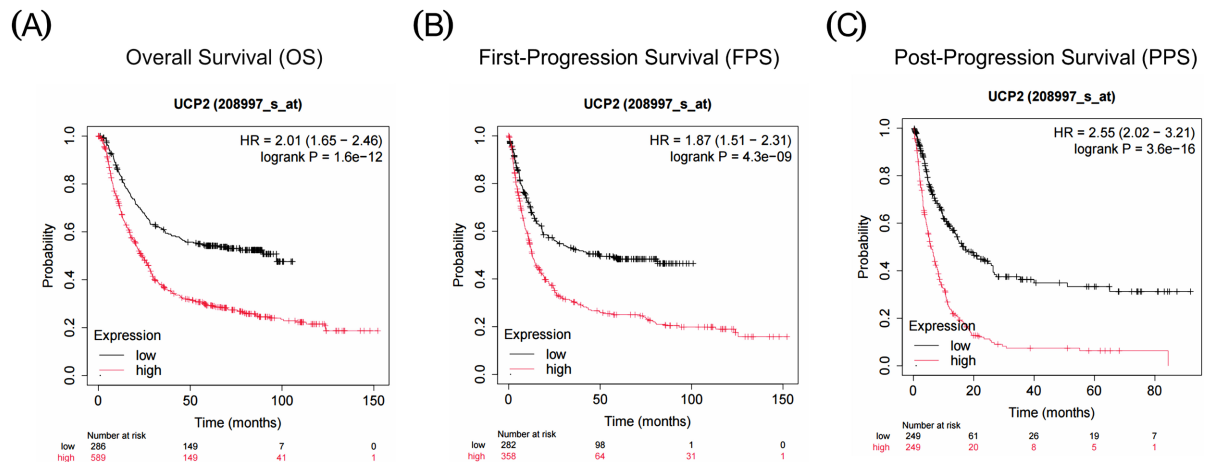 (A)
Overall Survival (OS)
UCP2 (208997_s_at)
HR = 2.01 (1.65 − 2.46)
logrank P = 1.6e−12
Probability
1.0
0.8
0.6
0.4
0.2
0.0
Expression
low
high
0 50 100 150
Time (months)
Number at risk
low 286 149 7 0
high 589 149 41 1
(B)
First-Progression Survival (FPS)
UCP2 (208997_s_at)
HR = 1.87 (1.51 − 2.31)
logrank P = 4.3e−09
Probability
1.0
0.8
0.6
0.4
0.2
0.0
Expression
low
high
0 50 100 150
Time (months)
Number at risk
low 282 98 1 0
high 358 64 31 1
(C)
Post-Progression Survival (PPS)
UCP2 (208997_s_at)
HR = 2.55 (2.02 − 3.21)
logrank P = 3.6e−16
Probability
1.0
0.8
0.6
0.4
0.2
0.0
Expression
low
high
0 20 40 60 80
Time (months)
Number at risk
low 249 61 26 19 7
high 249 20 8 5 1